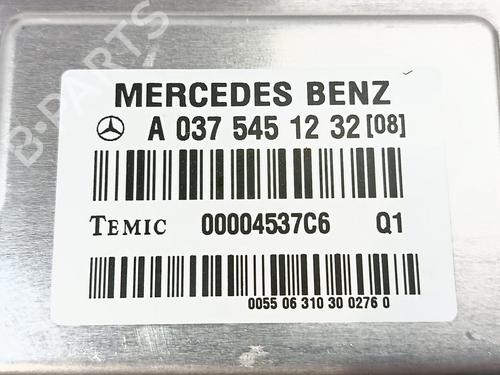 B-PARTS
MERCEDES BENZ
A 037 545 12 32 [08]
TEMIC 00004537C6 Q1
0055 06 310 30 0276 0